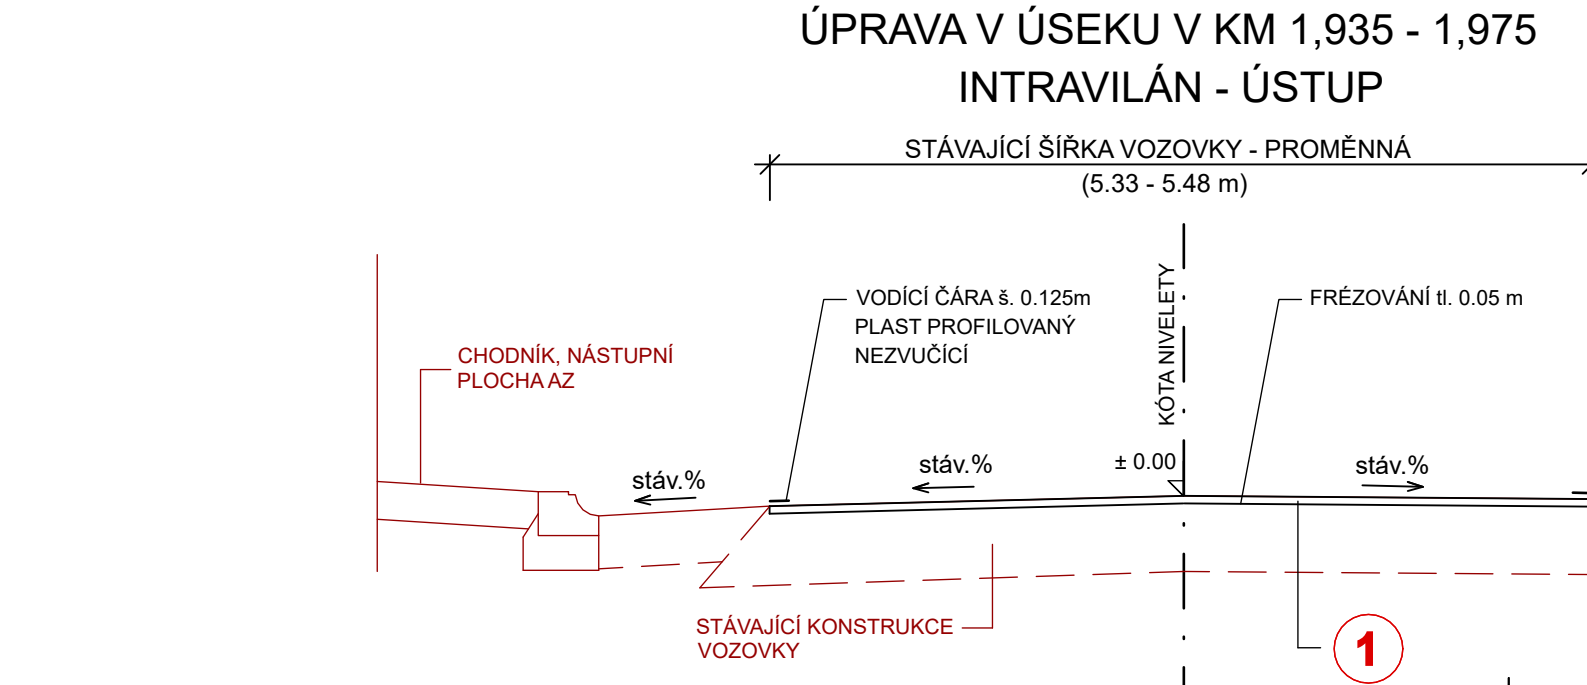 ÚPRAVA V ÚSEKU V KM 1,935 - 1,975
INTRAVILÁN - ÚSTUP
STÁVAJÍCÍ ŠÍŘKA VOZOVKY - PROMĚNNÁ
(5.33 - 5.48 m)
VODÍCÍ ČÁRA š. 0.125m
PLAST PROFILOVANÝ
NEZVUČÍCÍ
KÓTA NIVELETY
FRÉZOVÁNÍ tl. 0.05 m
CHODNÍK, NÁSTUPNÍ
PLOCHA AZ
stáv.%
stáv.%
± 0.00
stáv.%
STÁVAJÍCÍ KONSTRUKCE
VOZOVKY
1